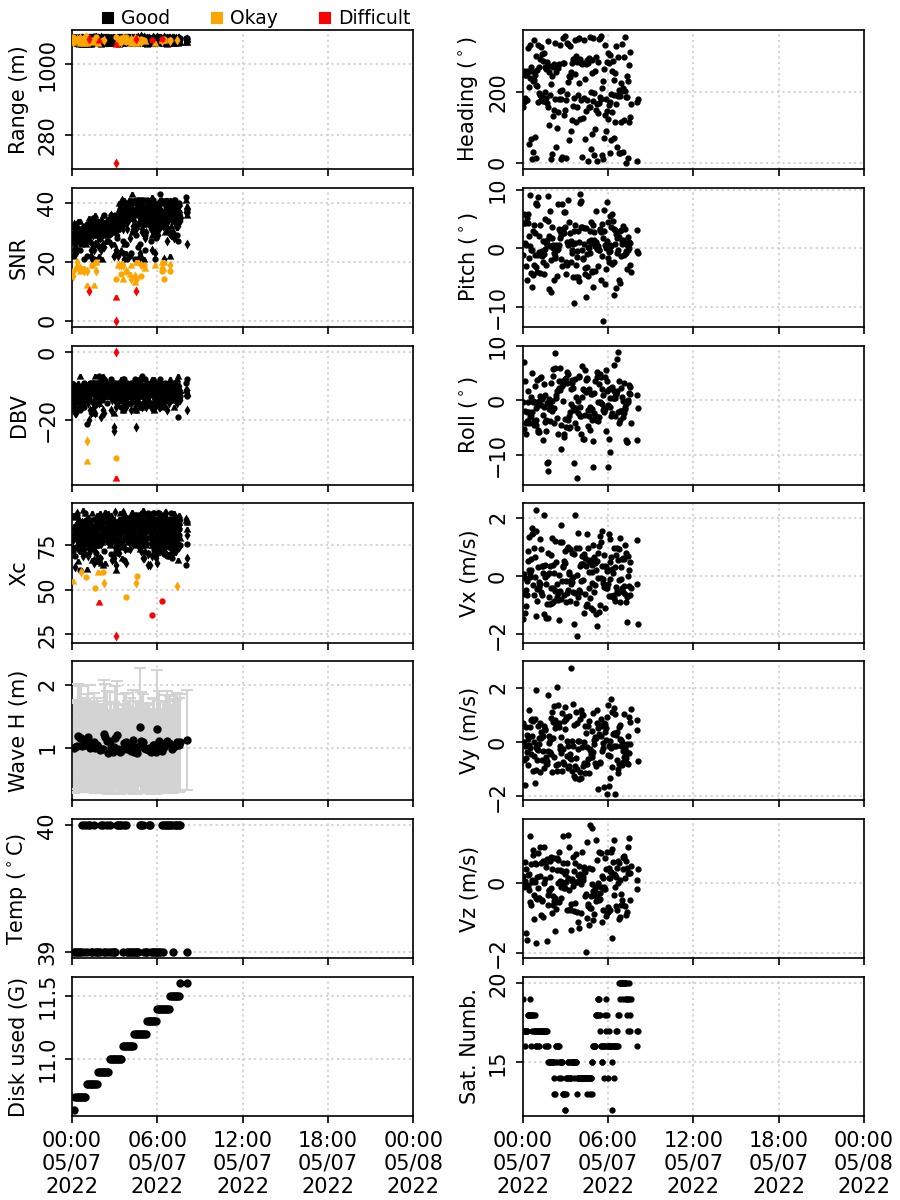 Good Okay Difficult
Range (m)
1000
280
Heading (°)
200
0
SNR
40
20
0
Pitch (°)
10
0
−10
DBV
0
−20
Roll (°)
10
0
−10
Xc
75
50
25
Vx (m/s)
2
0
−2
Wave H (m)
2
1
Vy (m/s)
2
0
−2
Temp (°C)
40
39
Vz (m/s)
0
−2
Disk used (G)
11.5
11.0
Sat. Numb.
20
15
00:00 06:00 12:00 18:00 00:00
05/07 05/07 05/07 05/07 05/08
2022 2022 2022 2022 2022
00:00 06:00 12:00 18:00 00:00
05/07 05/07 05/07 05/07 05/08
2022 2022 2022 2022 2022